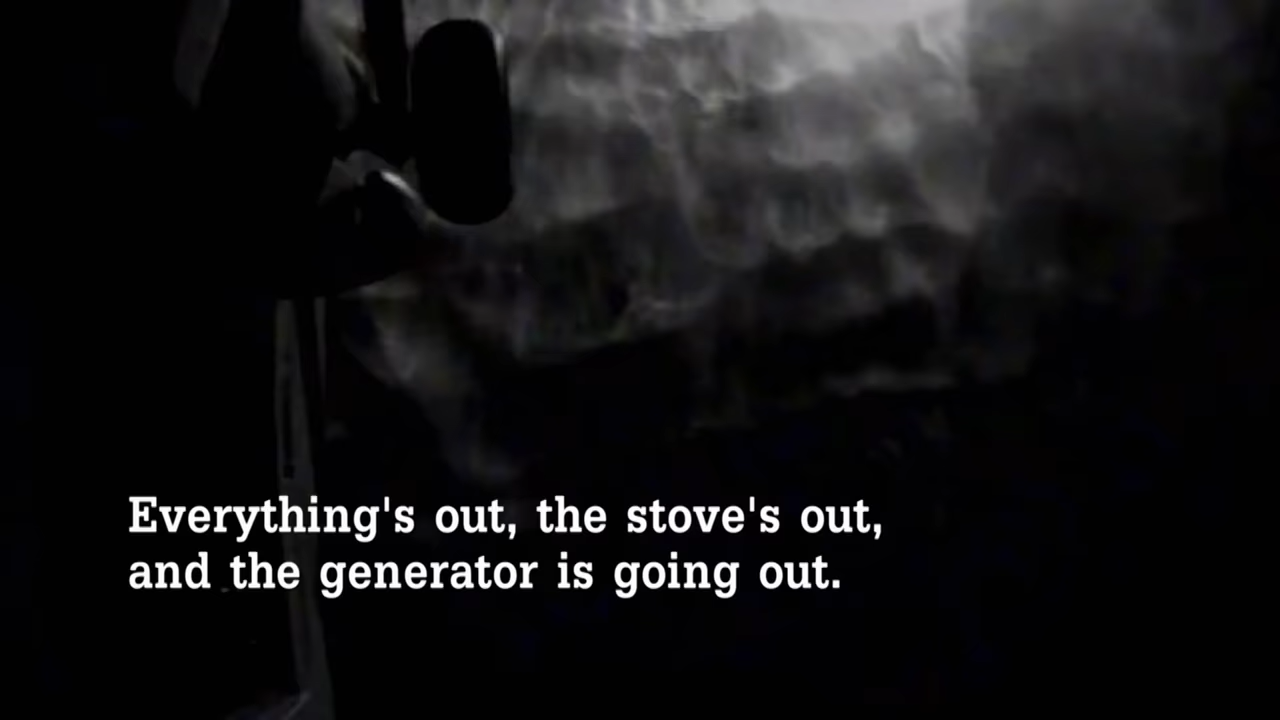 Everything's out, the stove's out,
and the generator is going out.